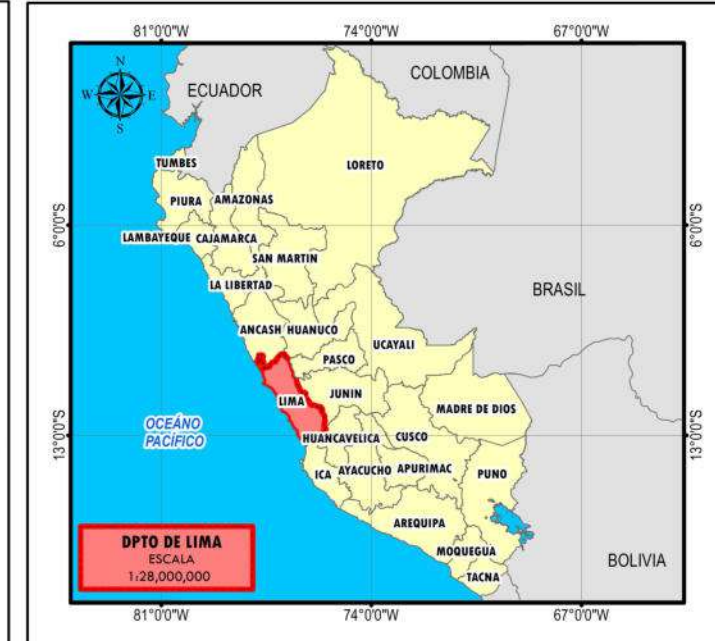 81°0'0"W 74°0'0"W 67°0'0"W
N
W E
S
ECUADOR
COLOMBIA
TUMBES
LORETO
PIURA AMAZONAS
6°0'0"S 6°0'0"S
LAMBAYEQUE CAJAMARCA
SAN MARTIN
LA LIBERTAD
BRASIL
ANCASH HUANUCO
UCAYALI
PASCO
JUNIN
LIMA
MADRE DE DIOS
OCEÁNO
PACÍFICO
13°0'0"S 13°0'0"S
HUANCAVELICA CUSCO
ICA AYACUCHO APURIMAC
PUNO
AREQUIPA
MOQUEGUA
TACNA
BOLIVIA
DPTO DE LIMA
ESCALA
1:28,000,000
81°0'0"W 74°0'0"W 67°0'0"W